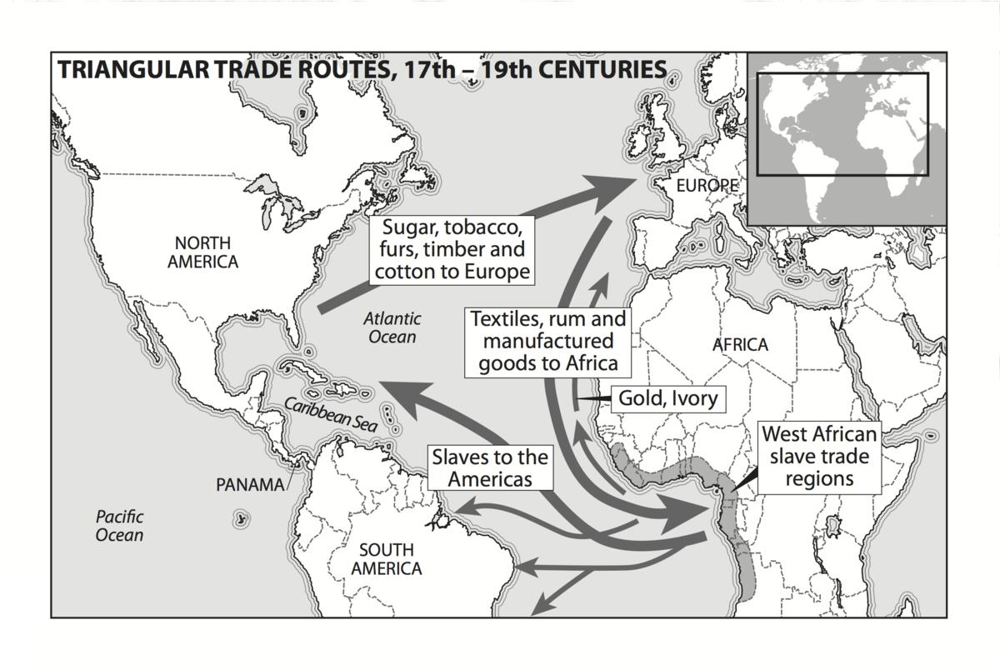 TRIANGULAR TRADE ROUTES, 17th – 19th CENTURIES
EUROPE
NORTH
AMERICA
Sugar, tobacco,
furs, timber and
cotton to Europe
Atlantic
Ocean
Textiles, rum and
manufactured
goods to Africa
AFRICA
Gold, Ivory
Caribbean Sea
West African
slave trade
regions
Slaves to the
Americas
PANAMA
Pacific
Ocean
SOUTH
AMERICA